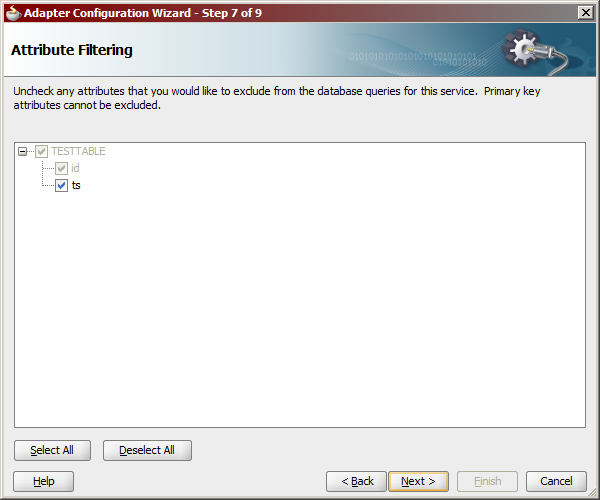 Adapter Configuration Wizard - Step 7 of 9
Attribute Filtering
01010101010101010101010101
01010101010101
Uncheck any attributes that you would like to exclude from the database queries for this service. Primary key
attributes cannot be excluded.
TESTTABLE
id
ts
Select All Deselect All
Help < Back Next > Finish Cancel